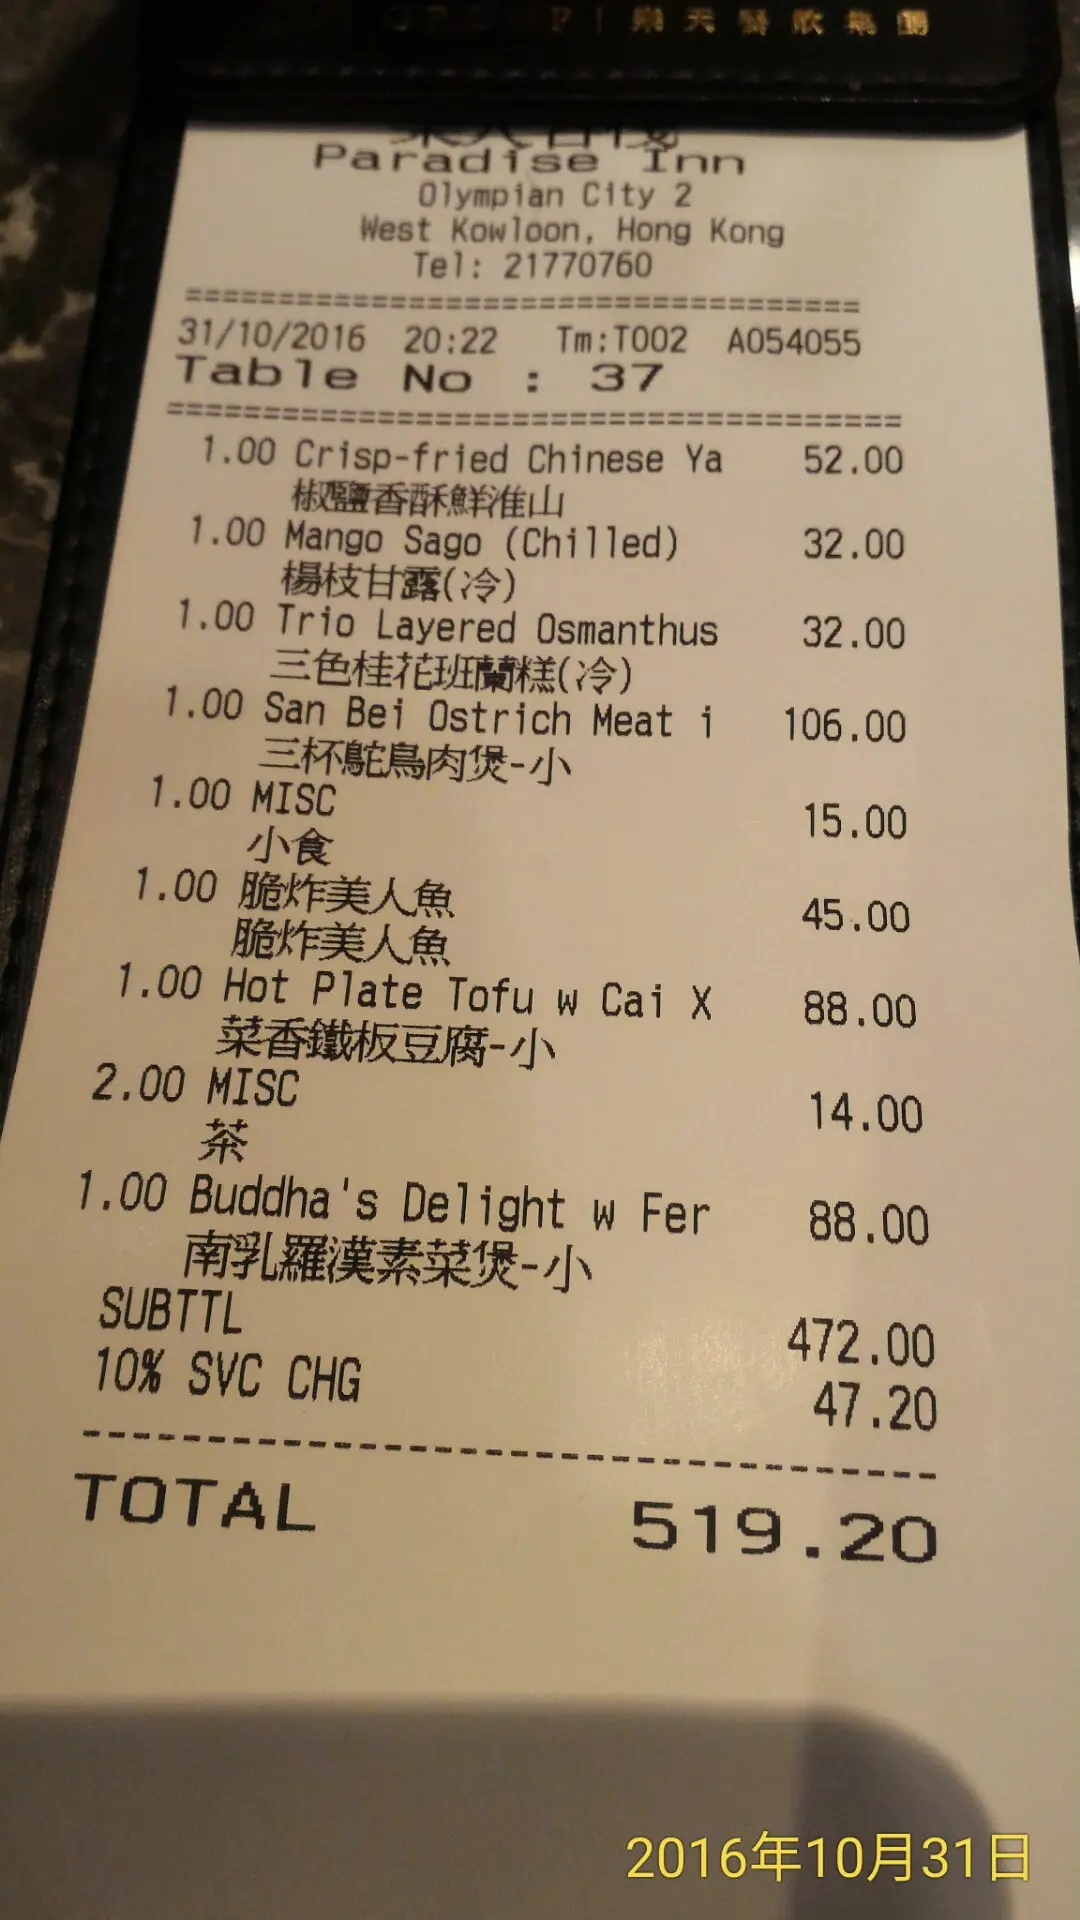 樂天餐飲集團
Paradise Inn
Olympian City 2
West Kowloon, Hong Kong
Tel: 21770760
====================================
31/10/2016 20:22 Tm:T002 A054055
Table No : 37
====================================
1.00 Crisp-fried Chinese Ya 52.00
椒鹽香酥鮮淮山
1.00 Mango Sago (Chilled) 32.00
楊枝甘露(冷)
1.00 Trio Layered Osmanthus 32.00
三色桂花班蘭糕(冷)
1.00 San Bei Ostrich Meat i 106.00
三杯鴕鳥肉煲-小
1.00 MISC 15.00
小食
1.00 脆炸美人魚 45.00
脆炸美人魚
1.00 Hot Plate Tofu w Cai X 88.00
菜香鐵板豆腐-小
2.00 MISC 14.00
茶
1.00 Buddha's Delight w Fer 88.00
南乳羅漢素菜煲-小
SUBTTL 472.00
10% SVC CHG 47.20
------------------------------------
TOTAL 519.20
2016年10月31日